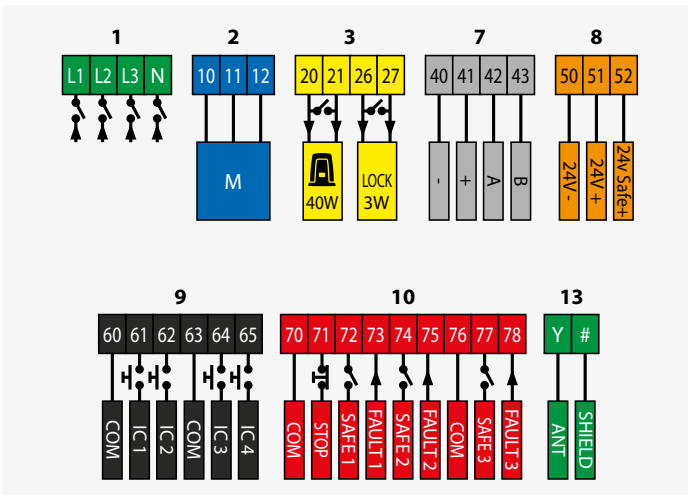 1 2 3 7 8
L1 L2 L3 N 10 11 12 20 21 26 27 40 41 42 43 50 51 52
M 40W LOCK 3W - + A B 24V - 24V + 24v Safe+
9 10 13
60 61 62 63 64 65 70 71 72 73 74 75 76 77 78 Y #
COM IC 1 IC 2 COM IC 3 IC 4 COM STOP SAFE 1 FAULT 1 SAFE 2 FAULT 2 COM SAFE 3 FAULT 3 ANT SHIELD